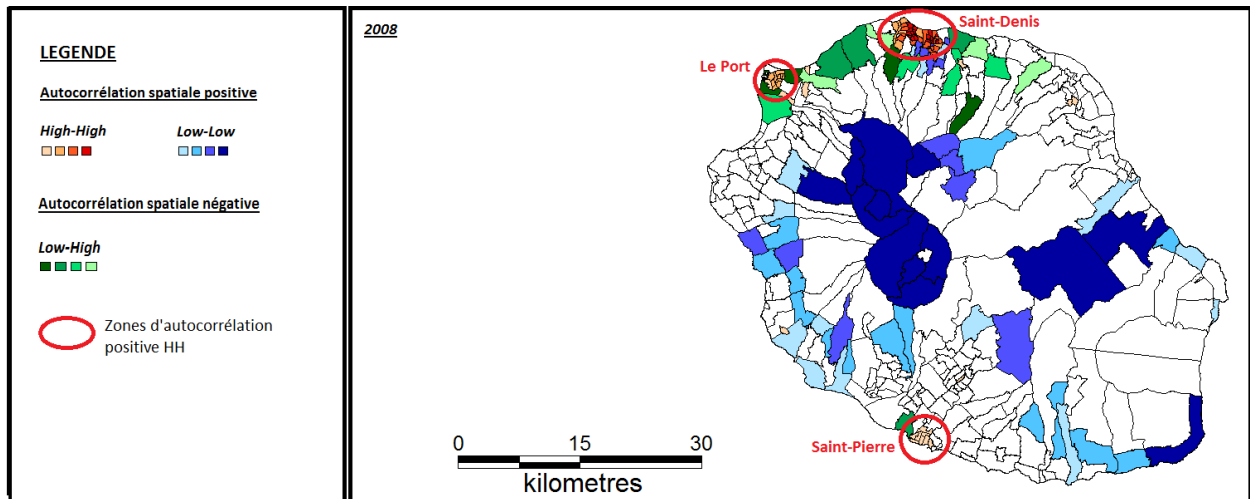 LEGENDE
Autocorrélation spatiale positive
High-High Low-Low
Autocorrélation spatiale négative
Low-High
Zones d'autocorrélation
positive HH
2008
Saint-Denis
Le Port
Saint-Pierre
0 15 30
kilometres